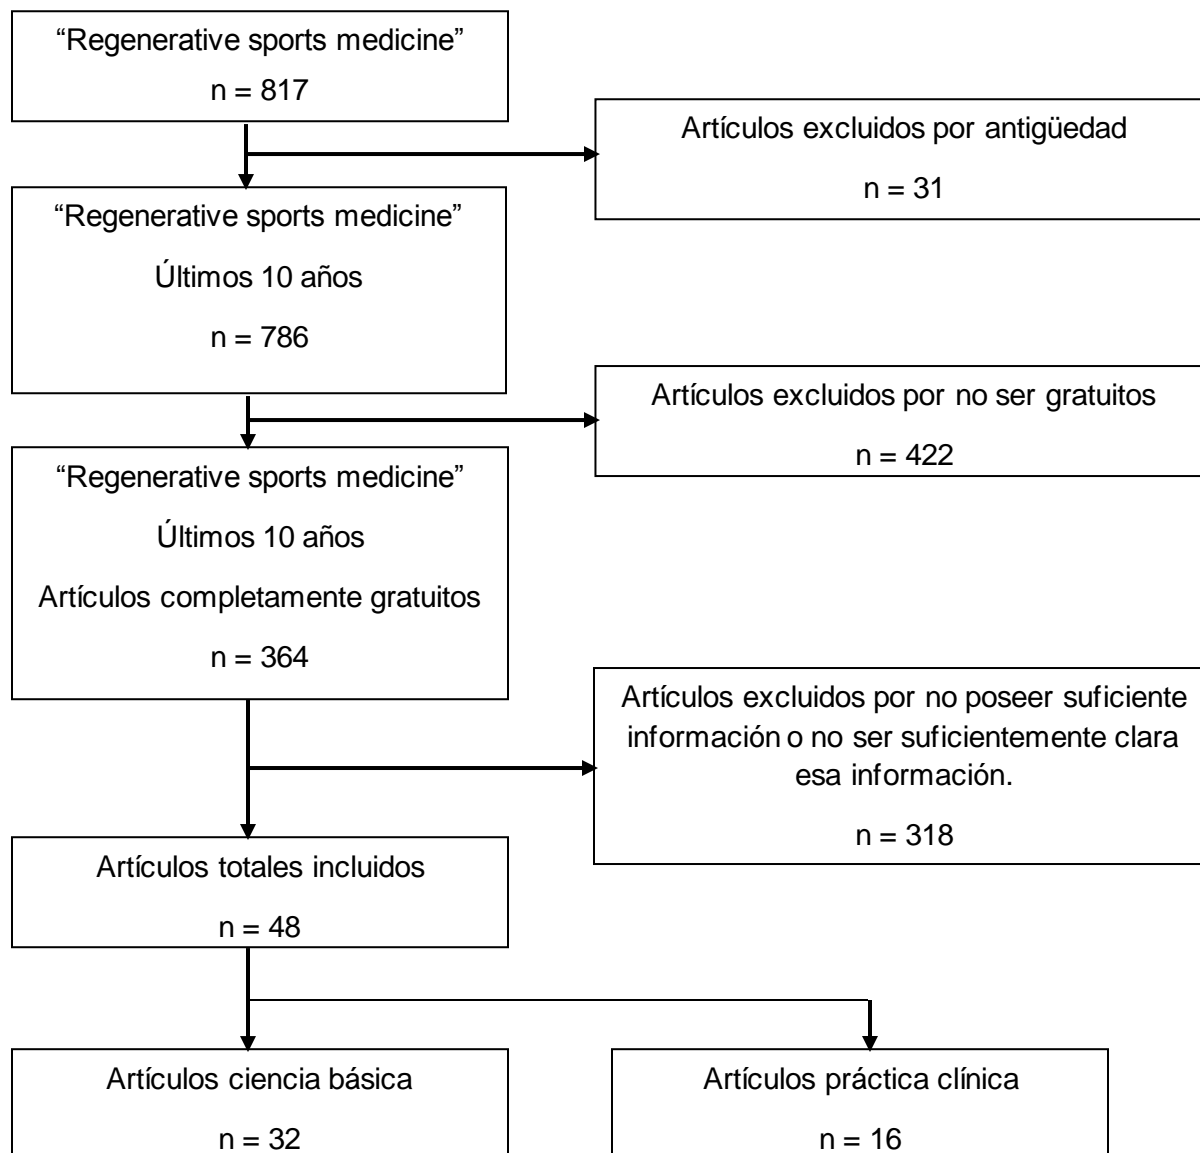 “Regenerative sports medicine”
n = 817
Artículos excluidos por antigüedad
n = 31
“Regenerative sports medicine”
Últimos 10 años
n = 786
Artículos excluidos por no ser gratuitos
n = 422
“Regenerative sports medicine”
Últimos 10 años
Artículos completamente gratuitos
n = 364
Artículos excluidos por no poseer suficiente
información o no ser suficientemente clara
esa información.
n = 318
Artículos totales incluidos
n = 48
Artículos ciencia básica
n = 32
Artículos práctica clínica
n = 16